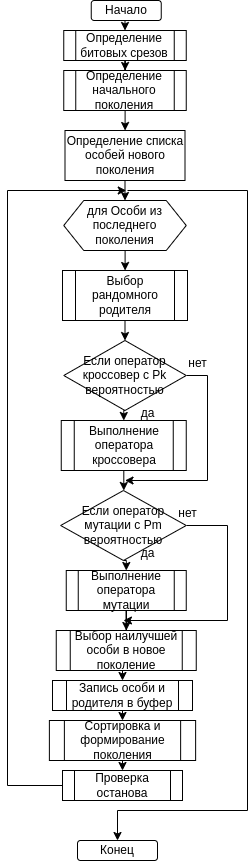 Начало
Определение
битовых срезов
Определение
начального
поколения
Определение списка
особей нового
поколения
для Особи из
последнего
поколения
Выбор
рандомного
родителя
Если оператор
кроссовер с Pk
вероятностью
нет
да
Выполнение
оператора
кроссовера
Если оператор
мутации с Pm
вероятностью
нет
да
Выполнение
оператора
мутации
Выбор наилучшей
особи в новое
поколение
Запись особи и
родителя в буфер
Сортировка и
формирование
поколения
Проверка
останова
Конец